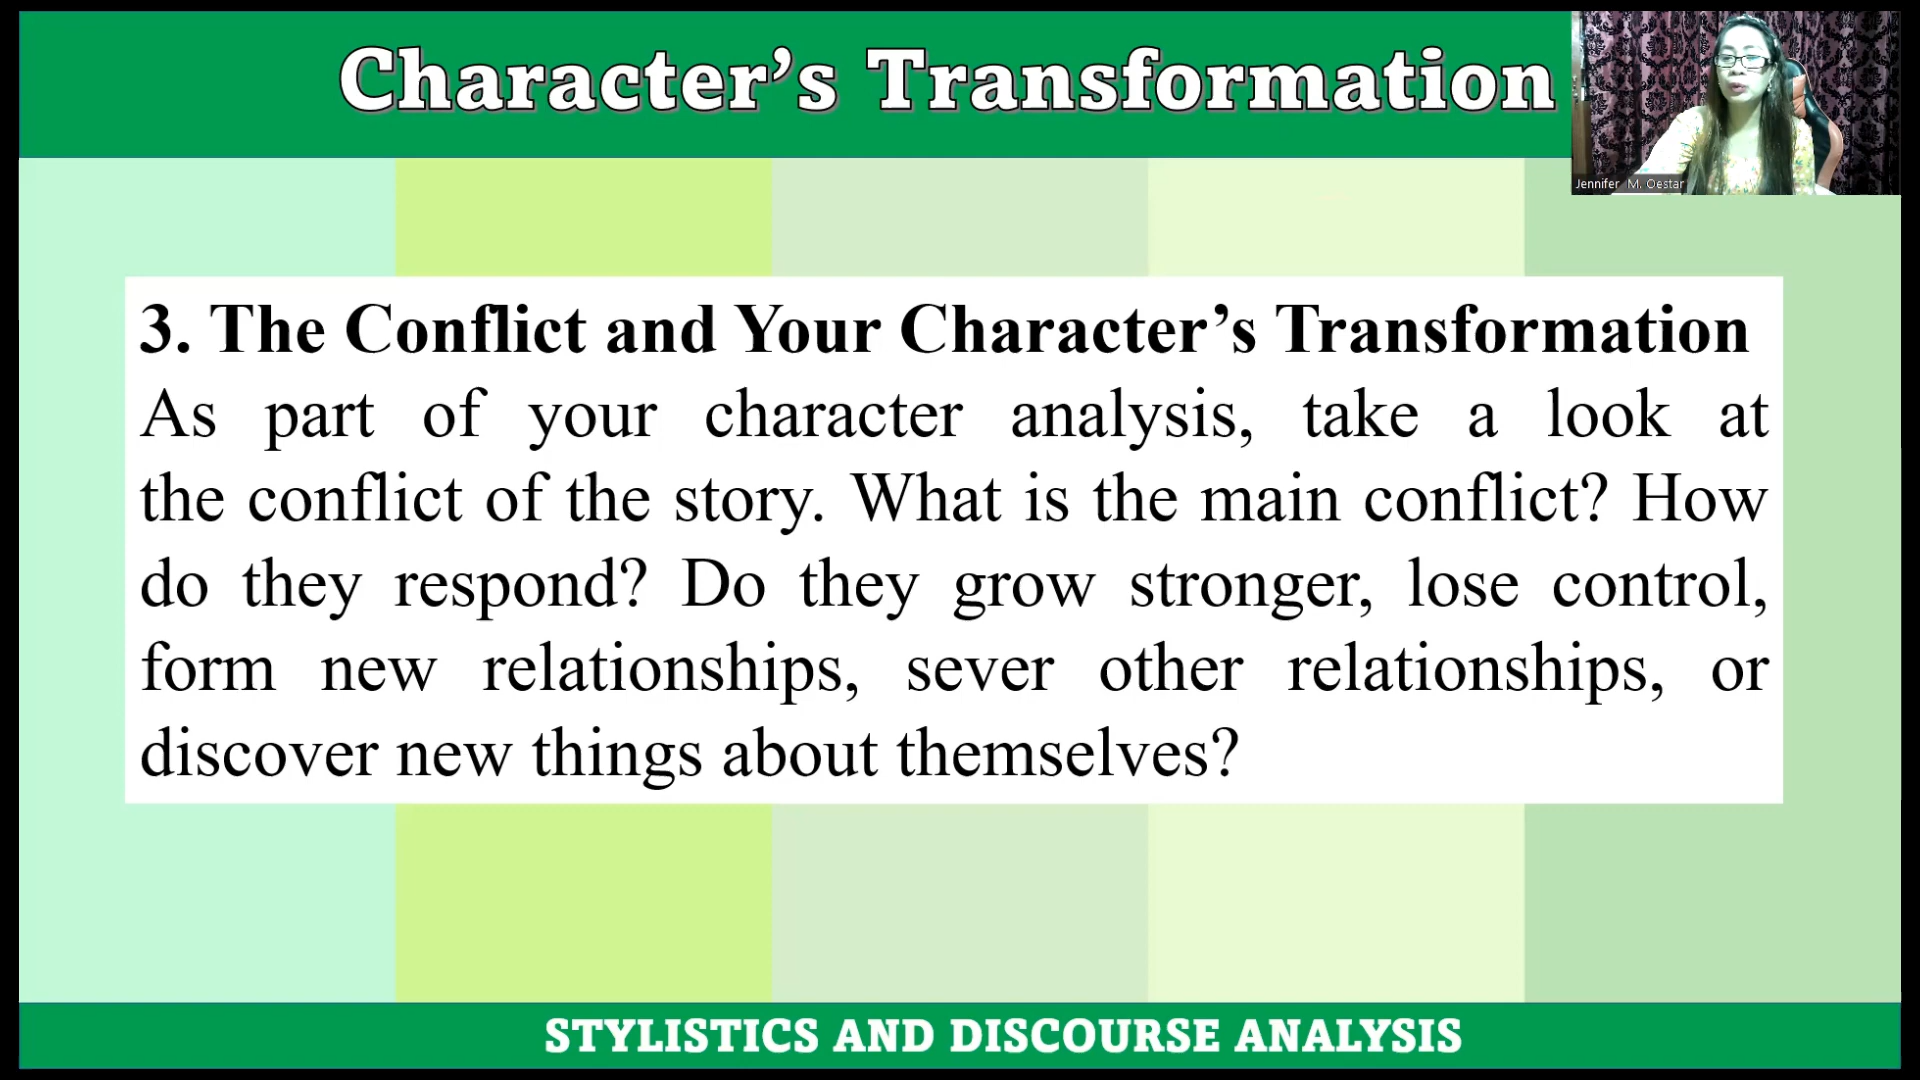 Character’s Transformation
Jennifer M. Oestar
3. The Conflict and Your Character’s Transformation
As part of your character analysis, take a look at
the conflict of the story. What is the main conflict? How
do they respond? Do they grow stronger, lose control,
form new relationships, sever other relationships, or
discover new things about themselves?
STYLISTICS AND DISCOURSE ANALYSIS